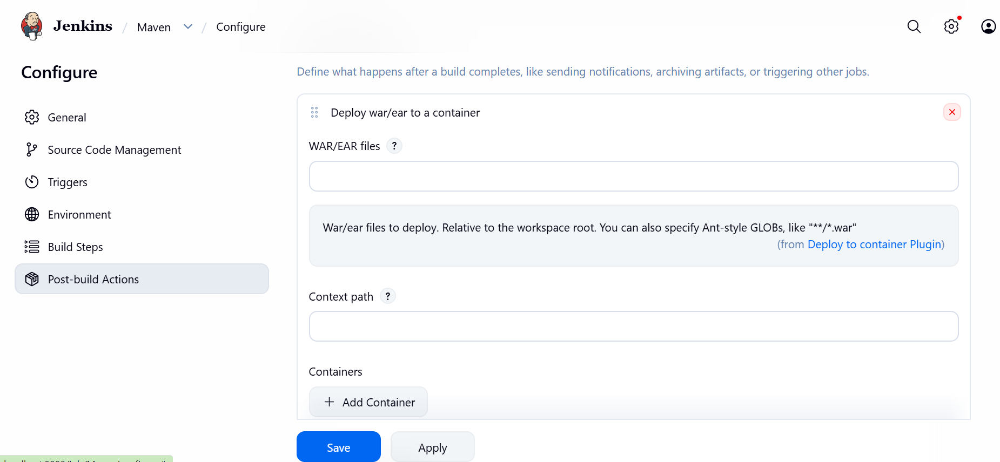 Jenkins / Maven / Configure
Configure
General
Source Code Management
Triggers
Environment
Build Steps
Post-build Actions
Define what happens after a build completes, like sending notifications, archiving artifacts, or triggering other jobs.
Deploy war/ear to a container
WAR/EAR files ?
War/ear files to deploy. Relative to the workspace root. You can also specify Ant-style GLOBs, like "**/*.war"
(from Deploy to container Plugin)
Context path ?
Containers
+ Add Container
Save Apply